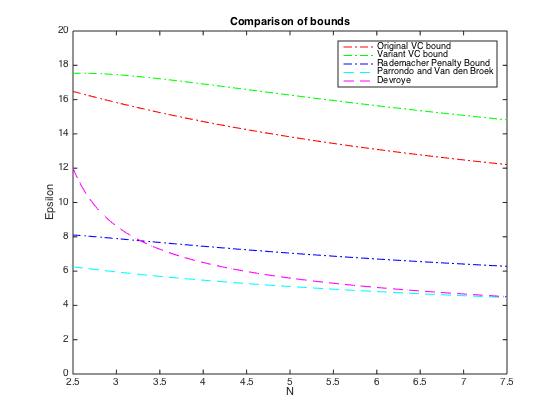 Comparison of bounds
20
18
16
14
12
10
8
6
4
2
0
Epsilon
Original VC bound
Variant VC bound
Rademacher Penalty Bound
Parrondo and Van den Broek
Devroye
2.5 3 3.5 4 4.5 5 5.5 6 6.5 7 7.5
N